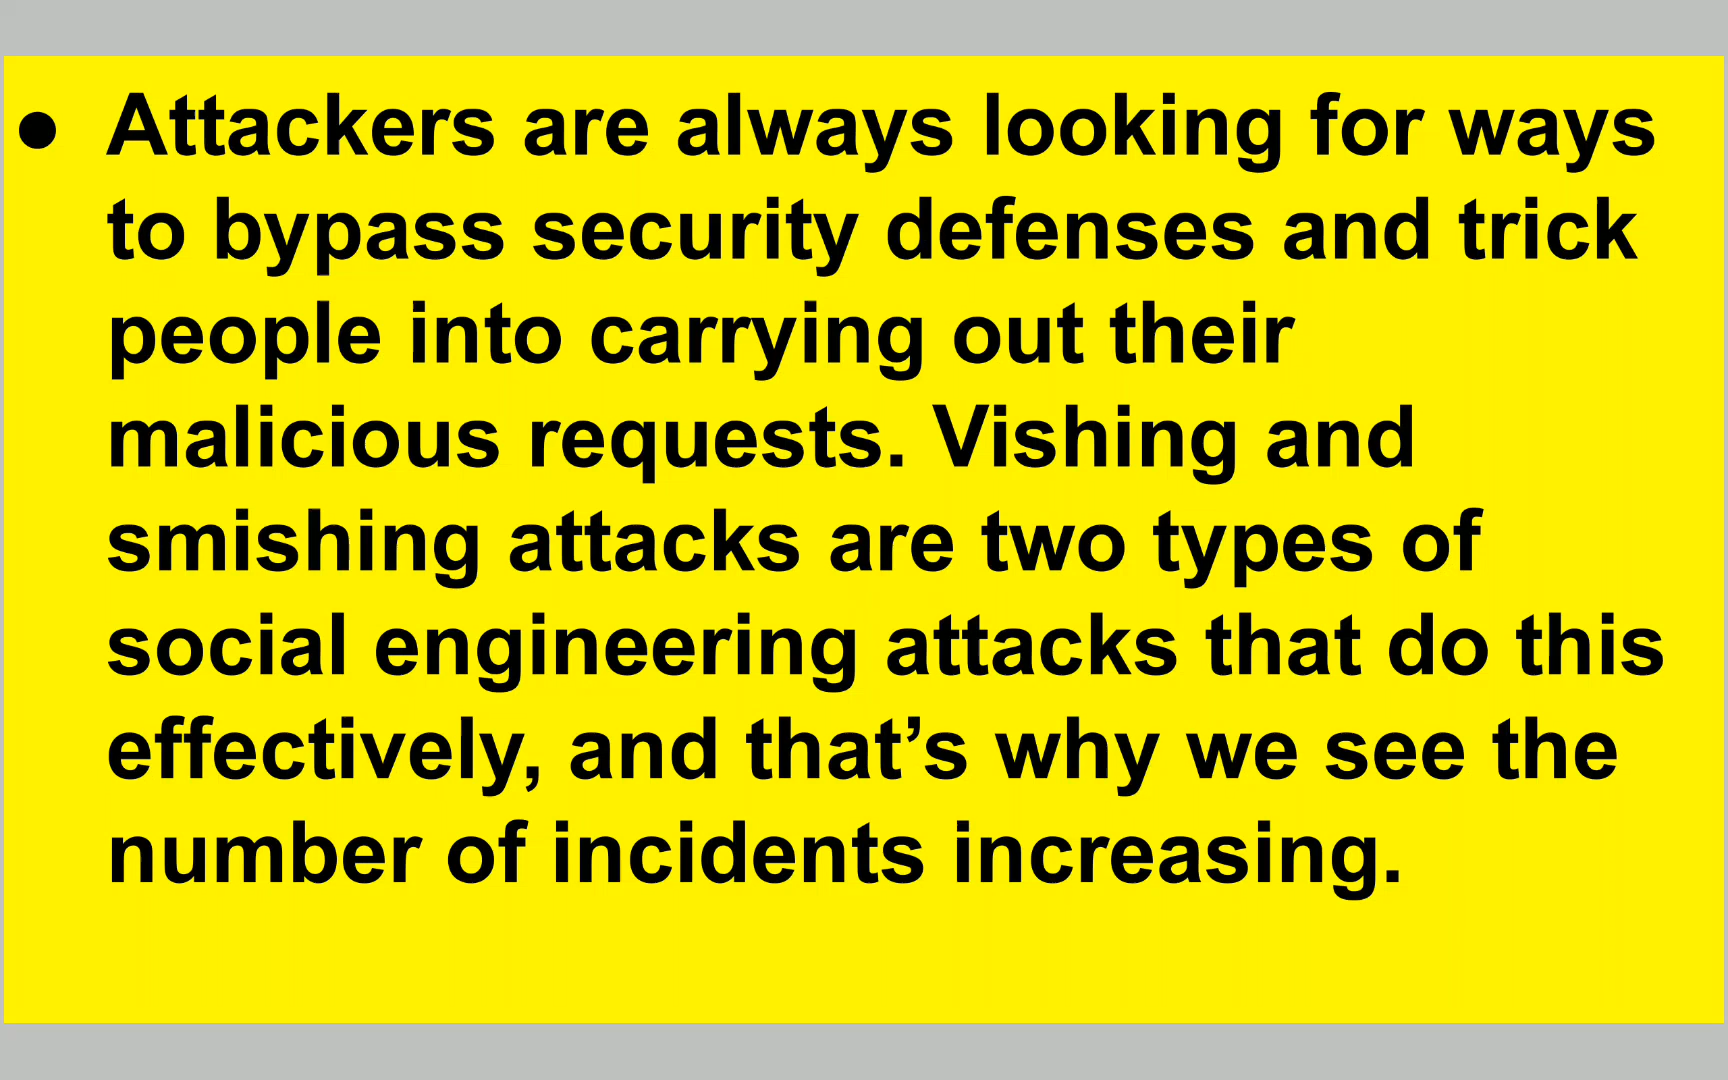 ● Attackers are always looking for ways
to bypass security defenses and trick
people into carrying out their
malicious requests. Vishing and
smishing attacks are two types of
social engineering attacks that do this
effectively, and that’s why we see the
number of incidents increasing.